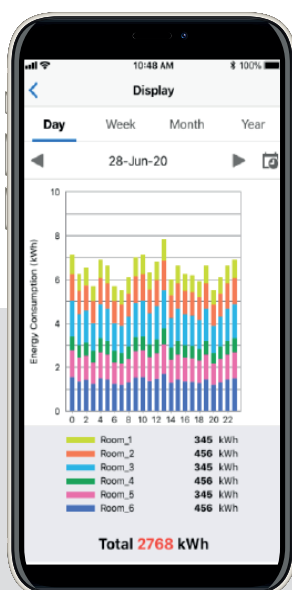 10:48 AM 100%
Display
Day Week Month Year
28-Jun-20
Energy Consumption (kWh)
10
8
6
4
2
0
0 2 4 6 8 10 12 14 16 18 20 22
Room_1 345 kWh
Room_2 456 kWh
Room_3 345 kWh
Room_4 456 kWh
Room_5 345 kWh
Room_6 456 kWh
Total 2768 kWh